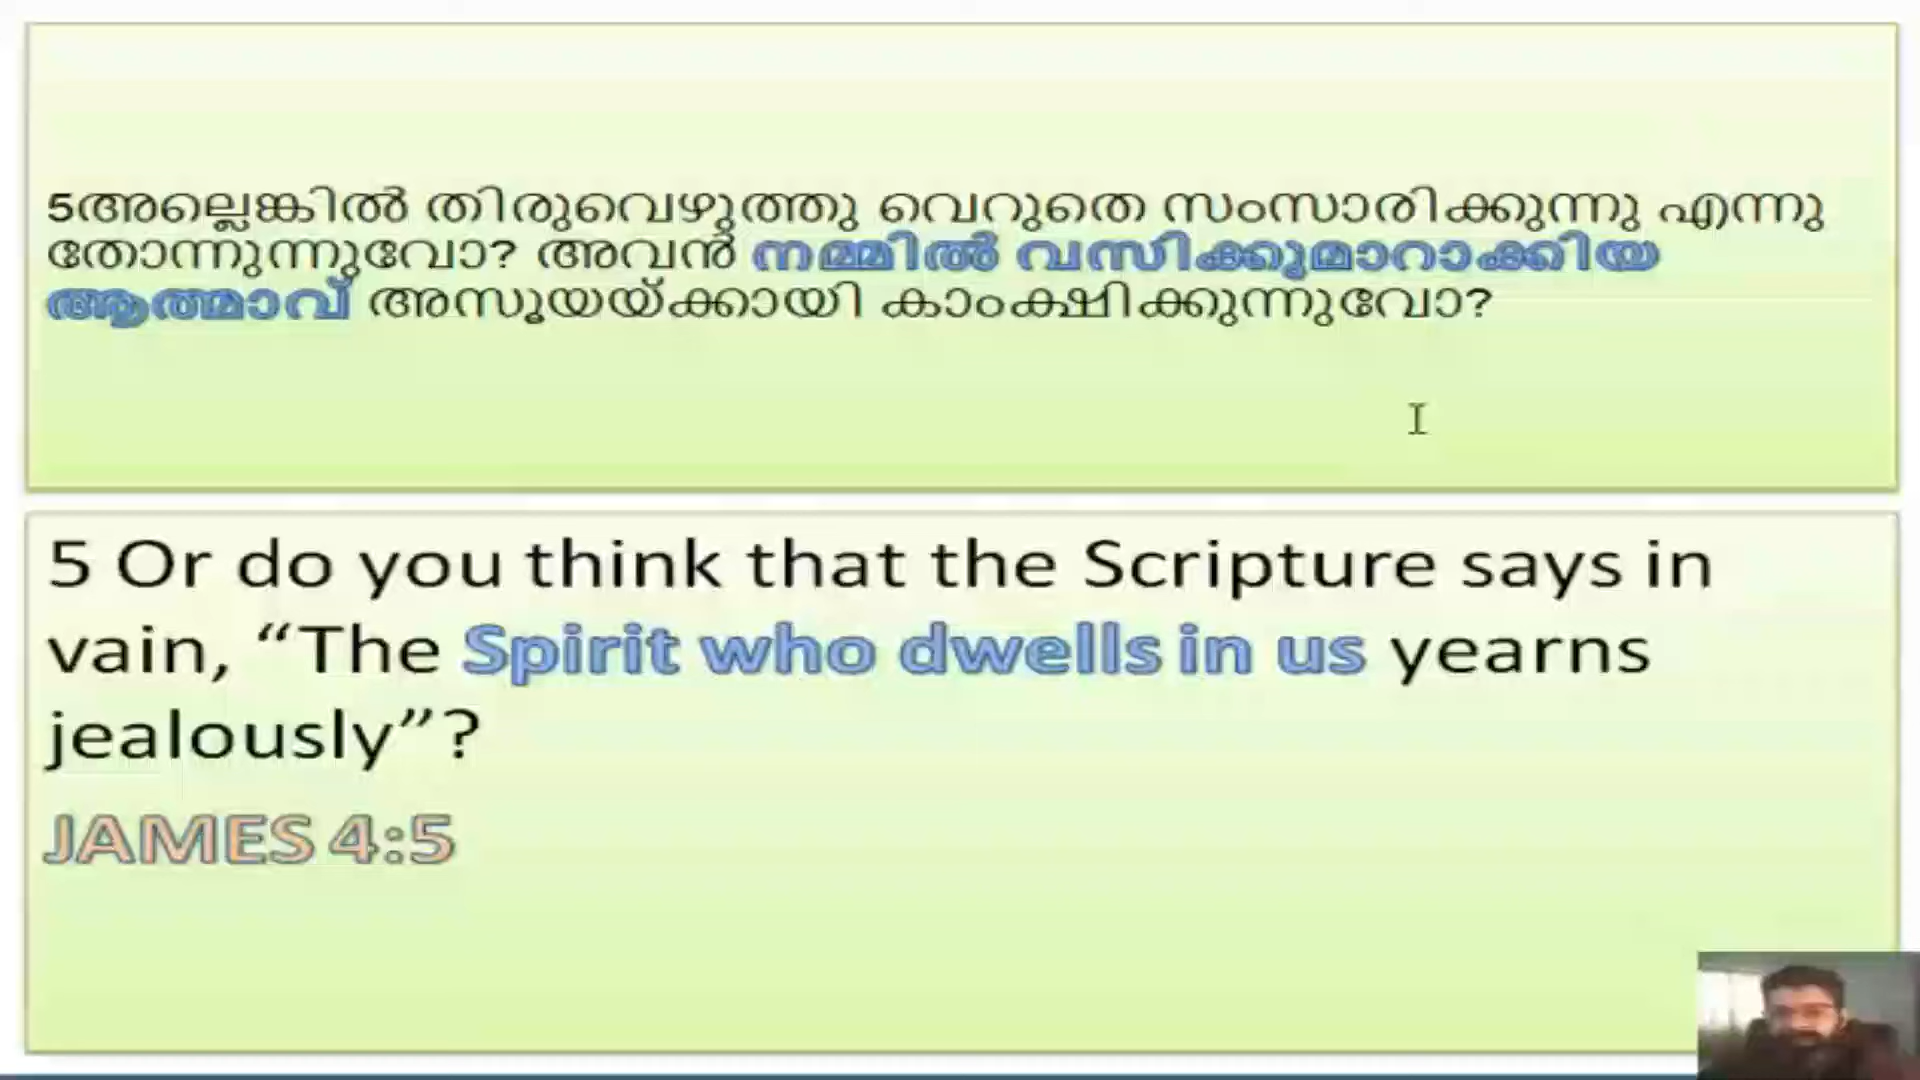 5അല്ലെങ്കിൽ തിരുവെഴുത്തു വെറുതെ സംസാരിക്കുന്നു എന്നു
തോന്നുന്നുവോ? അവൻ നമ്മിൽ വസിക്കുമാറാക്കിയ
ആത്മാവ് അസൂയയ്ക്കായി കാംക്ഷിക്കുന്നുവോ?
5 Or do you think that the Scripture says in
vain, “The Spirit who dwells in us yearns
jealously”?
JAMES 4:5